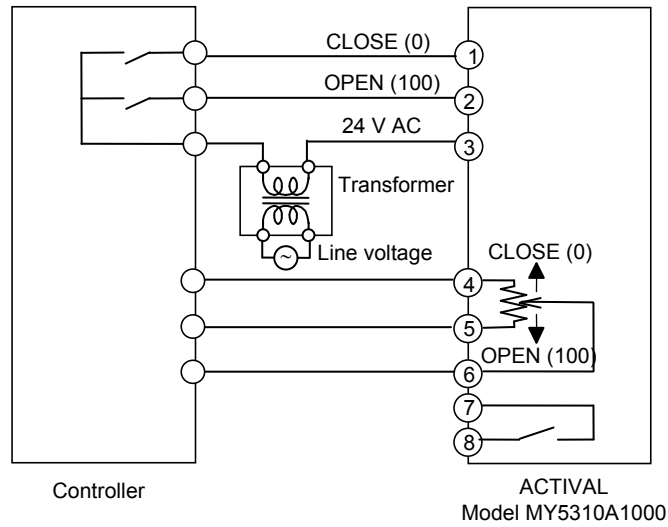 CLOSE (0)
1
OPEN (100)
2
24 V AC
3
Transformer
~
Line voltage
CLOSE (0)
4
5
OPEN (100)
6
7
8
Controller
ACTIVAL
Model MY5310A1000